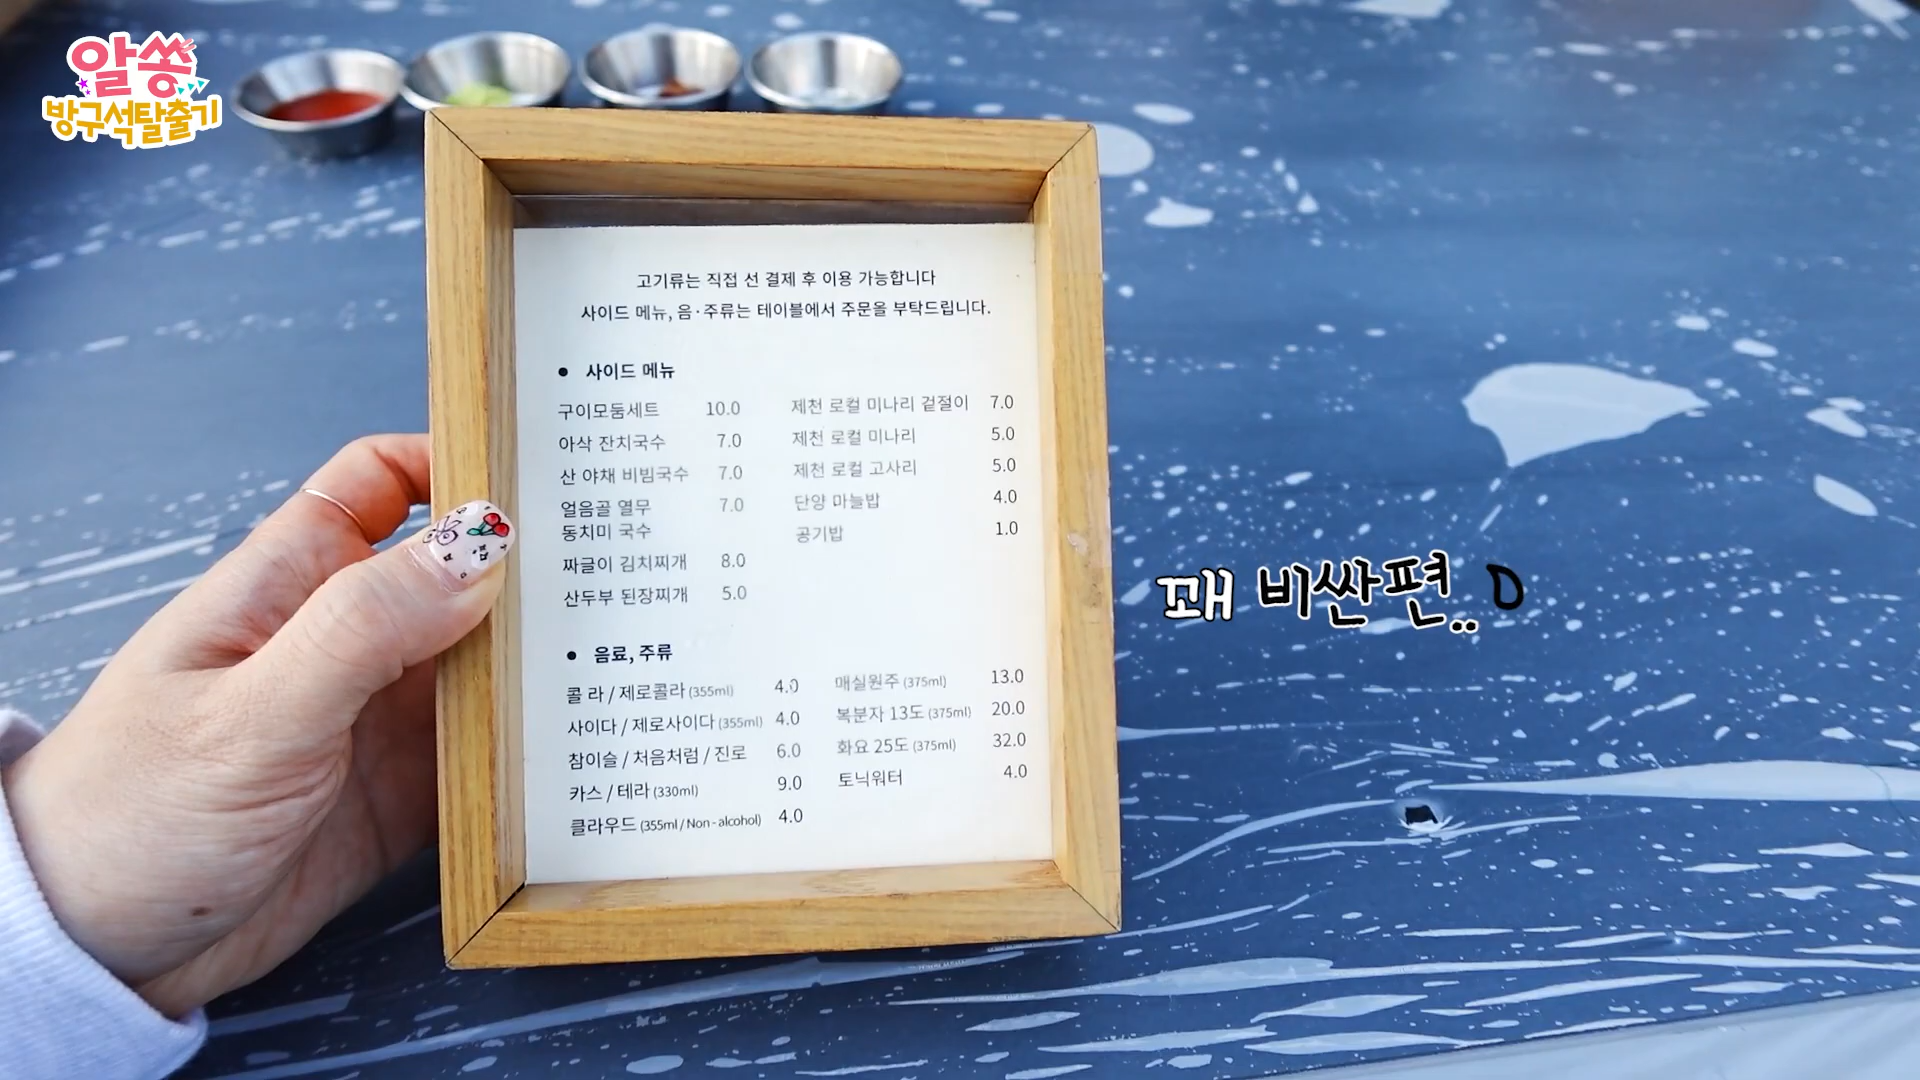 알쏭
방구석탈출기
고기류는 직접 선 결제 후 이용 가능합니다
사이드 메뉴, 음·주류는 테이블에서 주문을 부탁드립니다.
● 사이드 메뉴
구이모둠세트 10.0
아삭 잔치국수 7.0
산 야채 비빔국수 7.0
얼음골 열무 7.0
동치미 국수
짜글이 김치찌개 8.0
산두부 된장찌개 5.0
제천 로컬 미나리 겉절이 7.0
제천 로컬 미나리 5.0
제천 로컬 고사리 5.0
단양 마늘밥 4.0
공기밥 1.0
● 음료, 주류
콜 라 / 제로콜라 (355ml) 4.0
사이다 / 제로사이다 (355ml) 4.0
참이슬 / 처음처럼 / 진로 6.0
카스 / 테라 (330ml) 9.0
클라우드 (355ml / Non - alcohol) 4.0
매실원주 (375ml) 13.0
복분자 13도 (375ml) 20.0
화요 25도 (375ml) 32.0
토닉워터 4.0
꽤 비싼편..